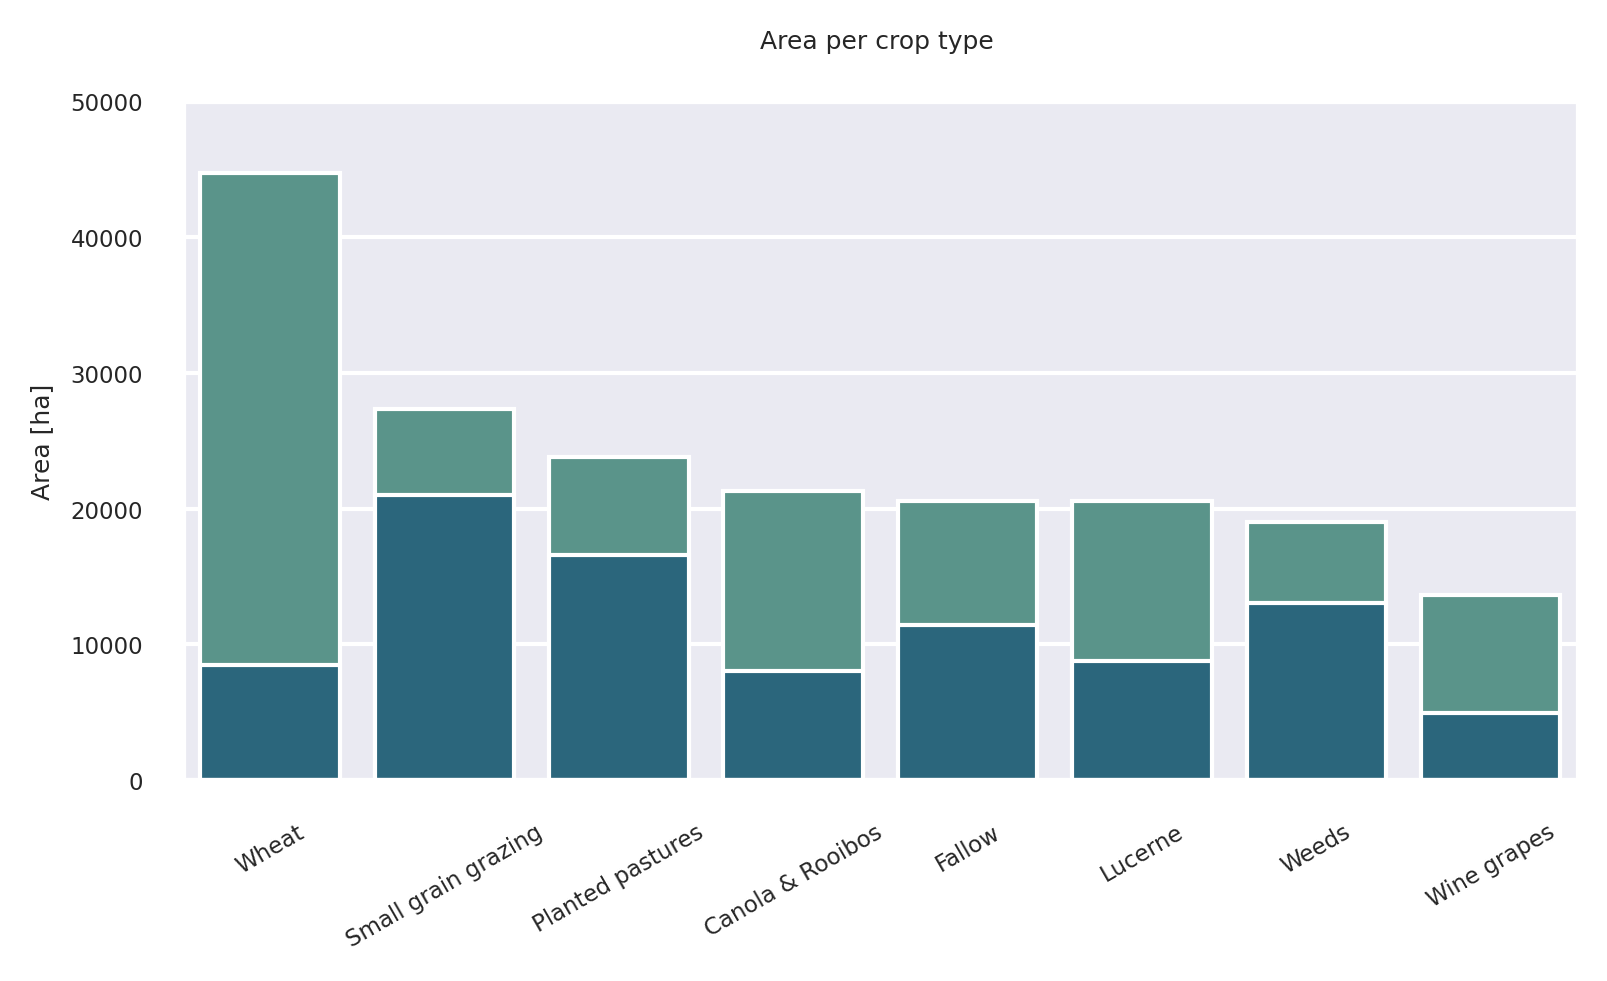 Area per crop type
50000
40000
30000
20000
10000
0
Area [ha]
Wheat
Small grain grazing
Planted pastures
Canola & Rooibos
Fallow
Lucerne
Weeds
Wine grapes